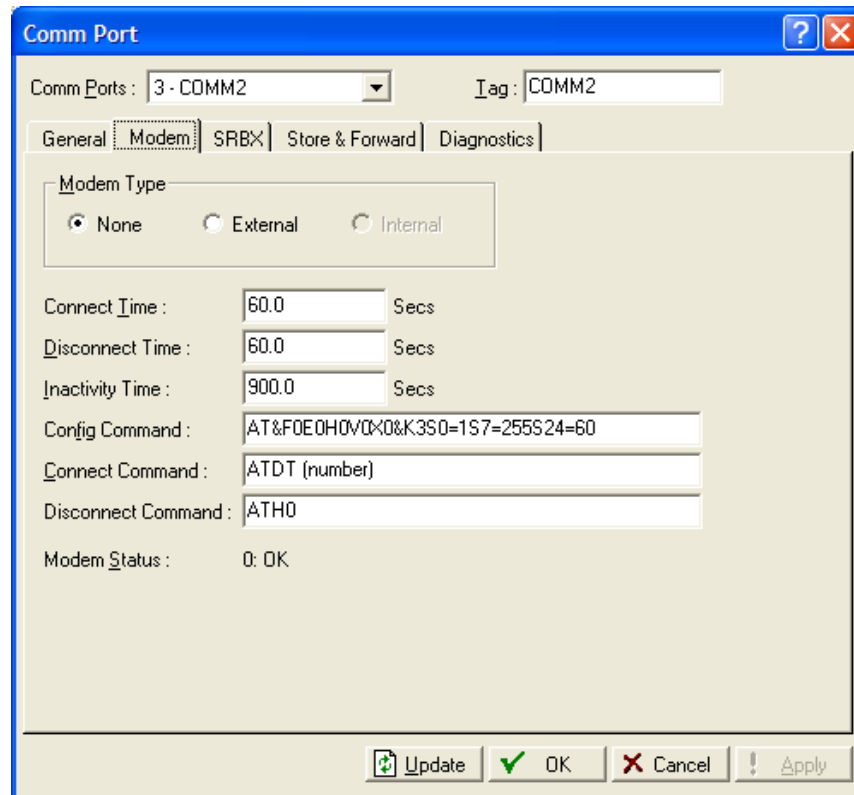 Comm Port
Comm Ports : 3 - COMM2 Tag : COMM2
General Modem SRBX Store & Forward Diagnostics
Modem Type
None External Internal
Connect Time : 60.0 Secs
Disconnect Time : 60.0 Secs
Inactivity Time : 900.0 Secs
Config Command : AT&F0E0H0V0X0&K3S0=1S7=255S24=60
Connect Command : ATDT (number)
Disconnect Command : ATH0
Modem Status : 0: OK
Update OK Cancel Apply